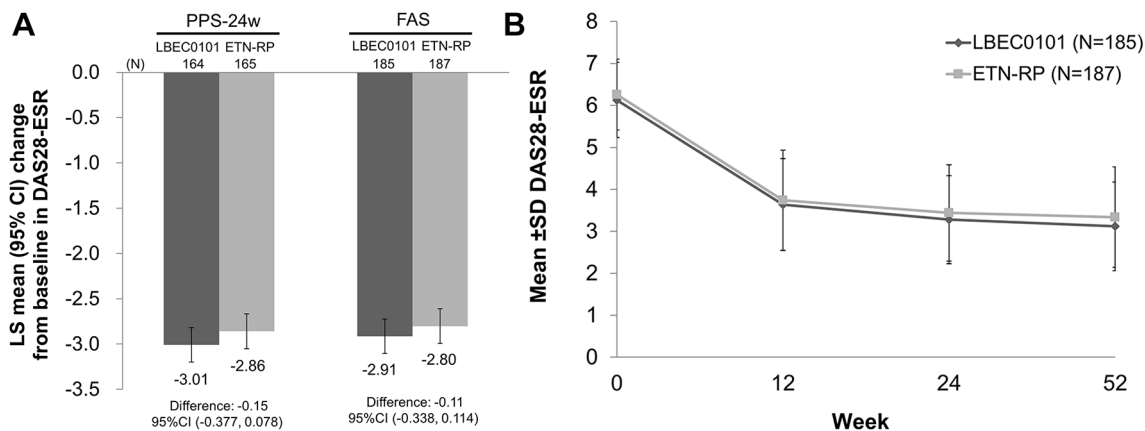 A
PPS-24w
FAS
LBEC0101 ETN-RP
LBEC0101 ETN-RP
(N) 164 165
185 187
LS mean (95% CI) change
from baseline in DAS28-ESR
0.0
-0.5
-1.0
-1.5
-2.0
-2.5
-3.0
-3.5
-3.01
-2.86
-2.91
-2.80
Difference: -0.15
95%CI (-0.377, 0.078)
Difference: -0.11
95%CI (-0.338, 0.114)
B
Mean ±SD DAS28-ESR
8
7
6
5
4
3
2
1
0
LBEC0101 (N=185)
ETN-RP (N=187)
0 12 24 52
Week